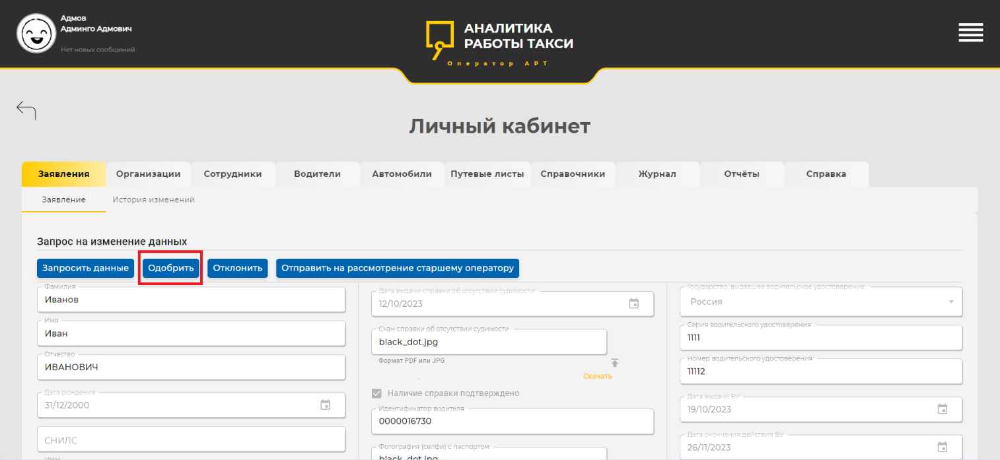 Адмов
Админго Адмович
Нет новых сообщений
АНАЛИТИКА
РАБОТЫ ТАКСИ
Оператор АРТ
Личный кабинет
Заявления Организации Сотрудники Водители Автомобили Путевые листы Справочники Журнал Отчёты Справка
Заявление История изменений
Запрос на изменение данных
Запросить данные Одобрить Отклонить Отправить на рассмотрение старшему оператору
Фамилия
Иванов
Имя
Иван
Отчество
ИВАНОВИЧ
Дата рождения
31/12/2000
СНИЛС
ИНН
Дата выдачи справки об отсутствии судимости
12/10/2023
Скан справки об отсутствии судимости
black_dot.jpg
Формат PDF или JPG
Скачать
Наличие справки подтверждено
Идентификатор водителя
0000016730
Фотография (селфи) с паспортом
black_dot.jpg
Государство, выдавшее водительское удостоверение
Россия
Серия водительского удостоверения
1111
Номер водительского удостоверения
11112
Дата выдачи ВУ
19/10/2023
Дата окончания действия ВУ
26/11/2023